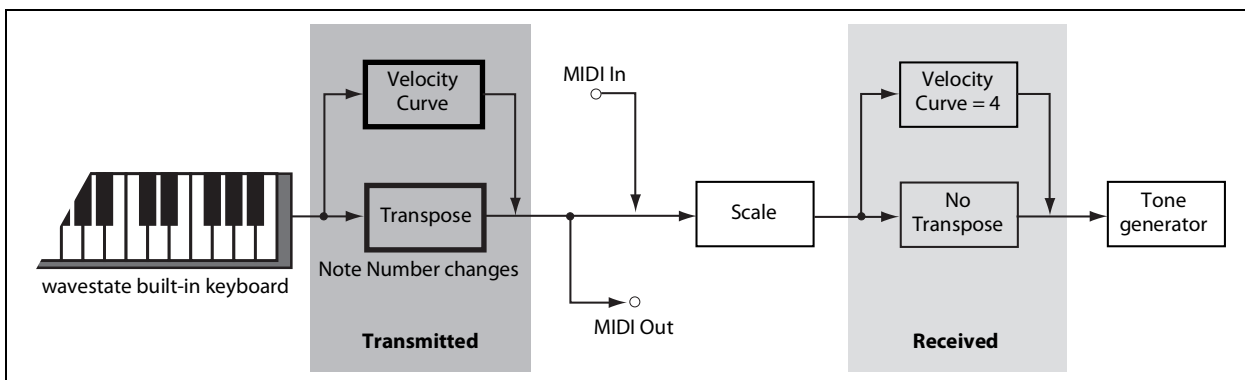 wavestate built-in keyboard
Velocity
Curve
Transpose
Note Number changes
Transmitted
MIDI In
MIDI Out
Scale
Velocity
Curve = 4
No
Transpose
Received
Tone
generator